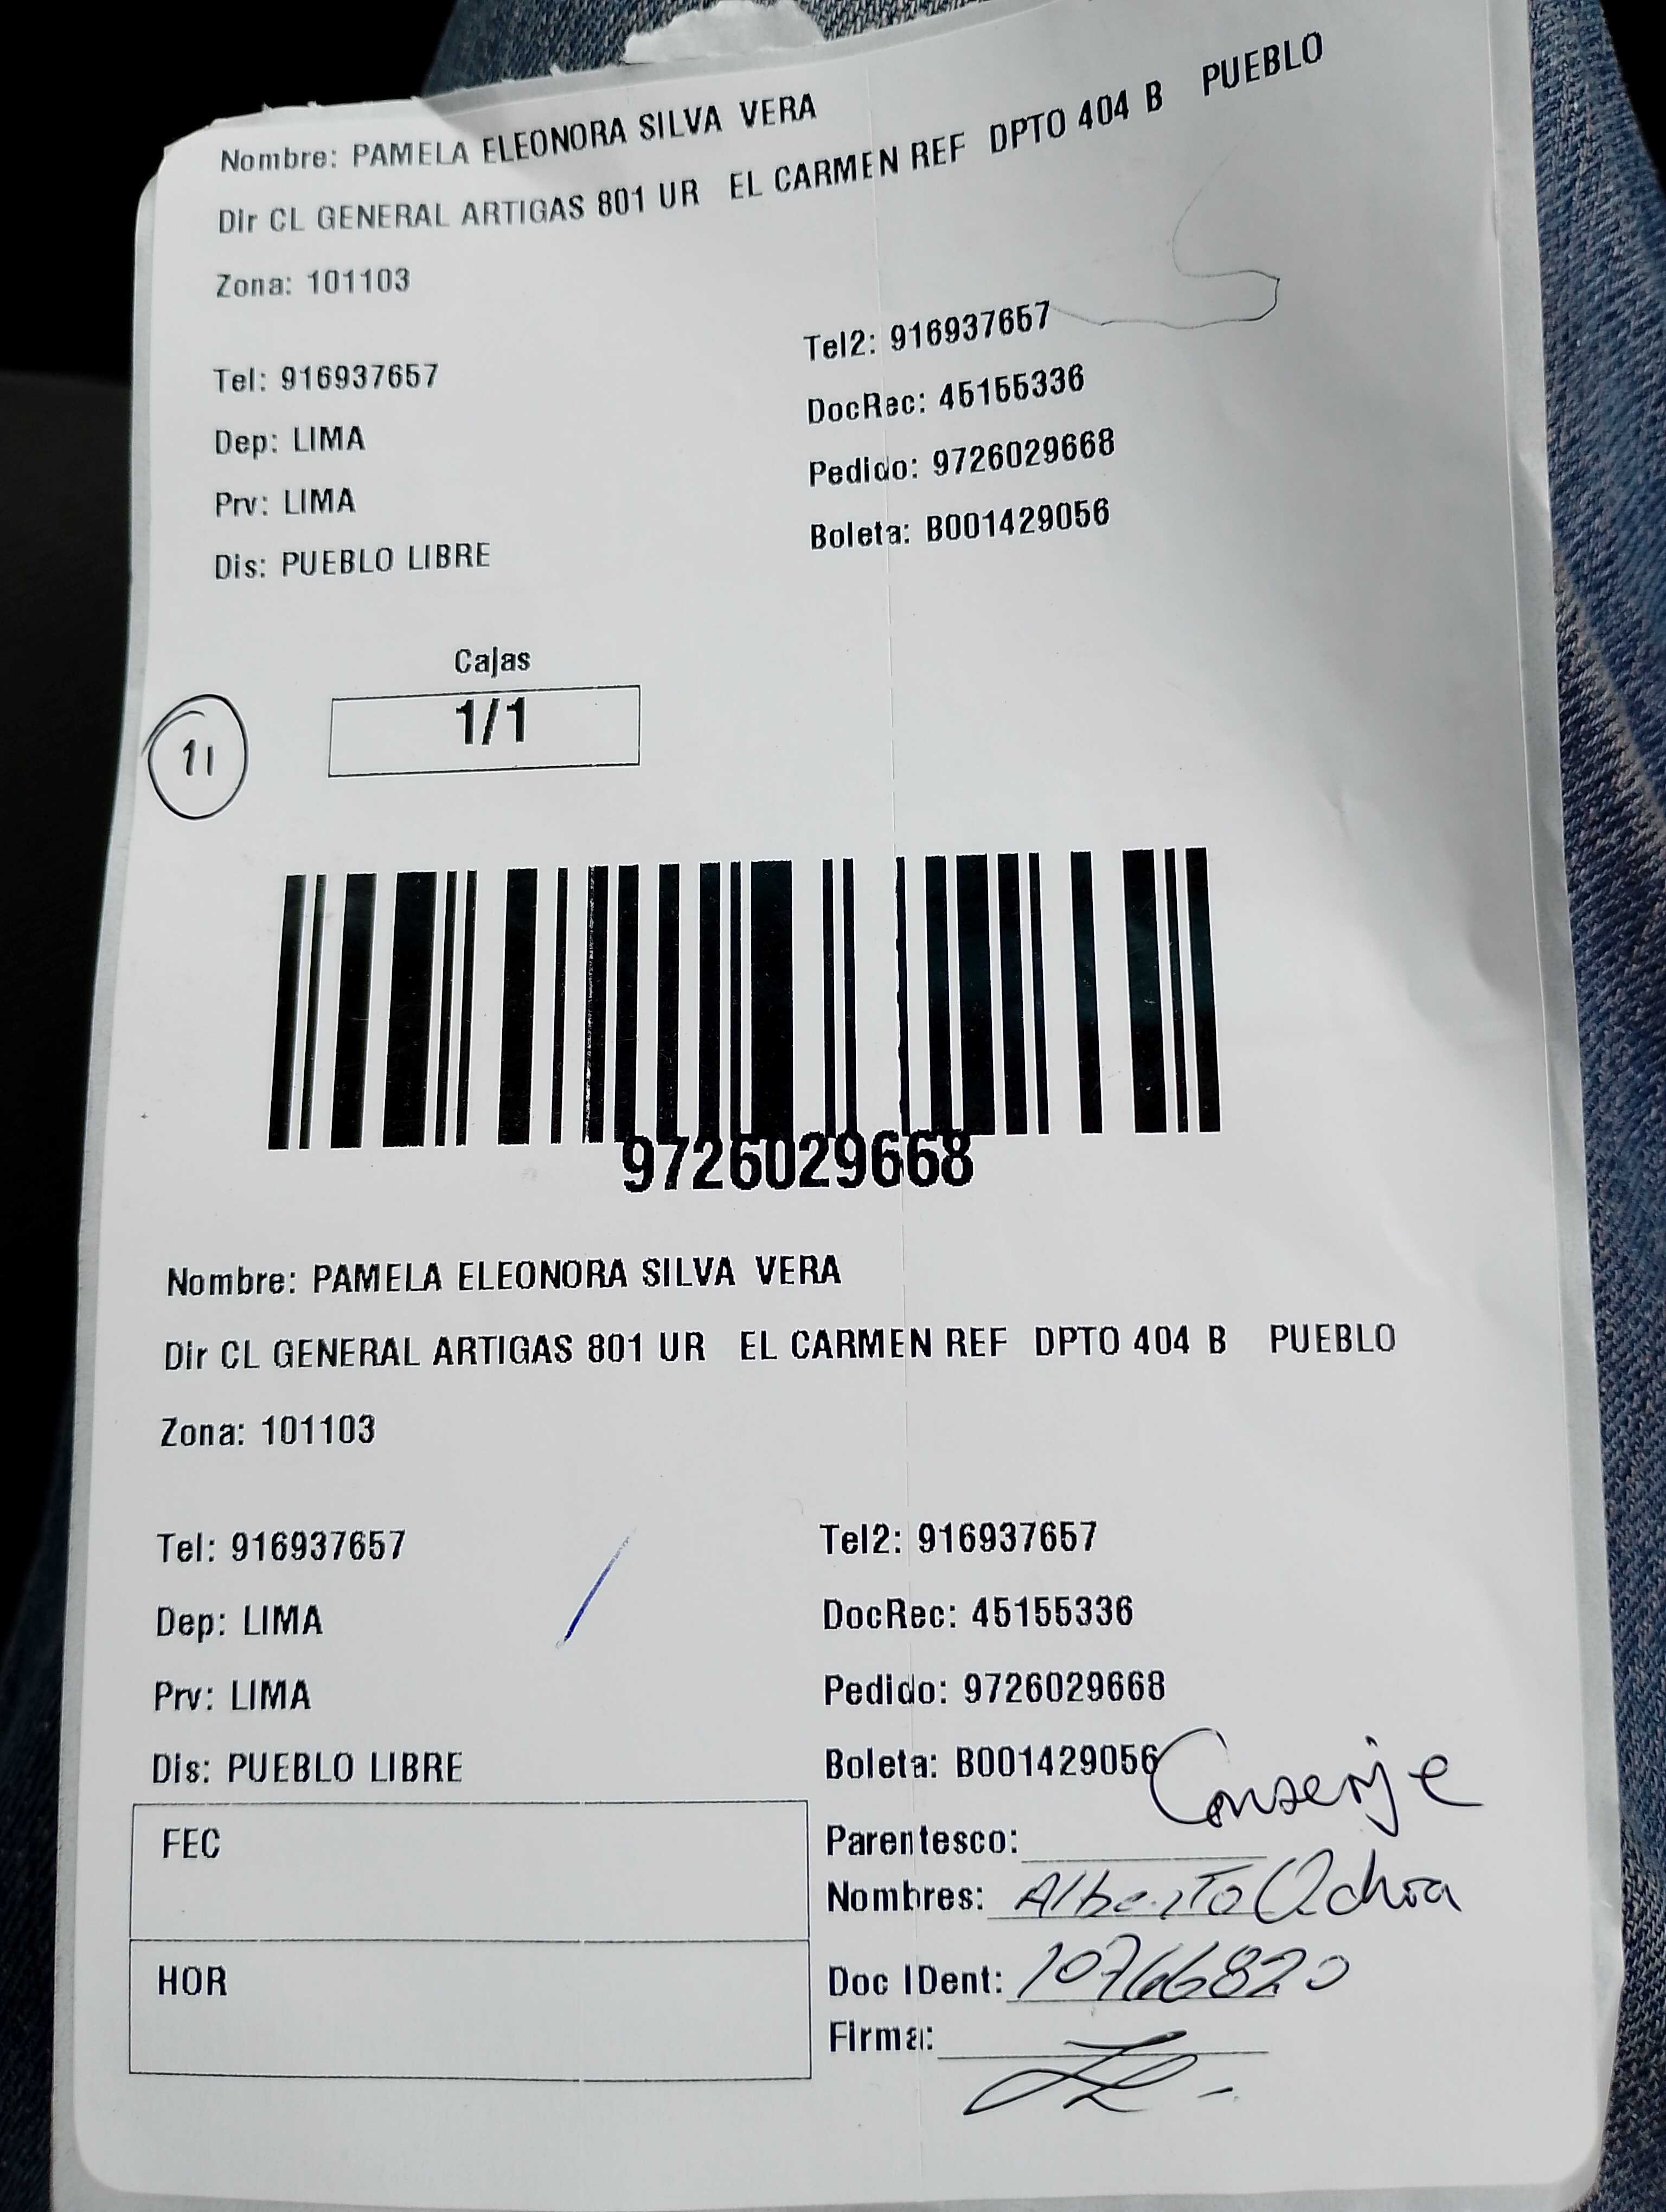 Nombre: PAMELA ELEONORA SILVA VERA
Dir CL GENERAL ARTIGAS 801 UR EL CARMEN REF DPTO 404 B PUEBLO
Zona: 101103
Tel: 916937657 Tel2: 916937657
DocRec: 45155336
Dep: LIMA
Pedido: 9726029668
Prv: LIMA
Boleta: B001429056
Dis: PUEBLO LIBRE
Cajas
11 1/1
9726029668
Nombre: PAMELA ELEONORA SILVA VERA
Dir CL GENERAL ARTIGAS 801 UR EL CARMEN REF DPTO 404 B PUEBLO
Zona: 101103
Tel: 916937657 Tel2: 916937657
Dep: LIMA DocRec: 45155336
Prv: LIMA Pedido: 9726029668
Dis: PUEBLO LIBRE Boleta: B001429056
FEC Parentesco: Conserje
Nombres: Alberto Ochoa
HOR Doc IDent: 10766820
Firma: